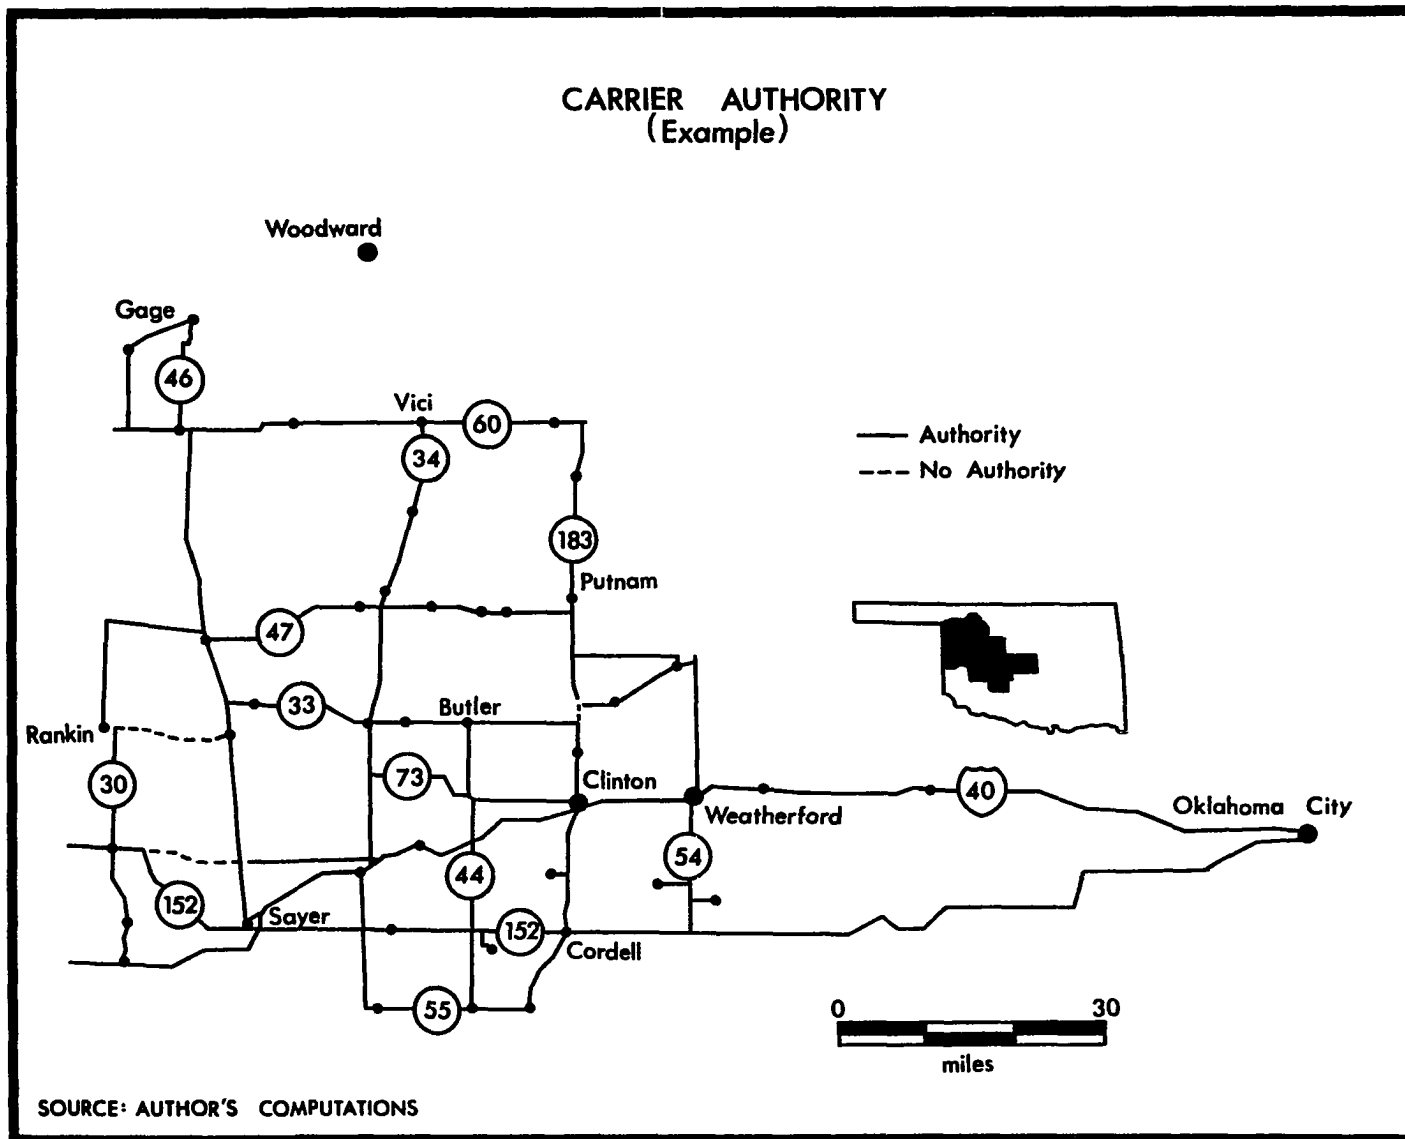 CARRIER AUTHORITY
(Example)
Woodward
Gage
46
Vici
60
34
Authority
No Authority
183
Putnam
47
33
Butler
Rankin
30
73
Clinton
40
Oklahoma City
Weatherford
54
44
152
Sayer
152
Cordell
55
0 30
miles
SOURCE: AUTHOR'S COMPUTATIONS